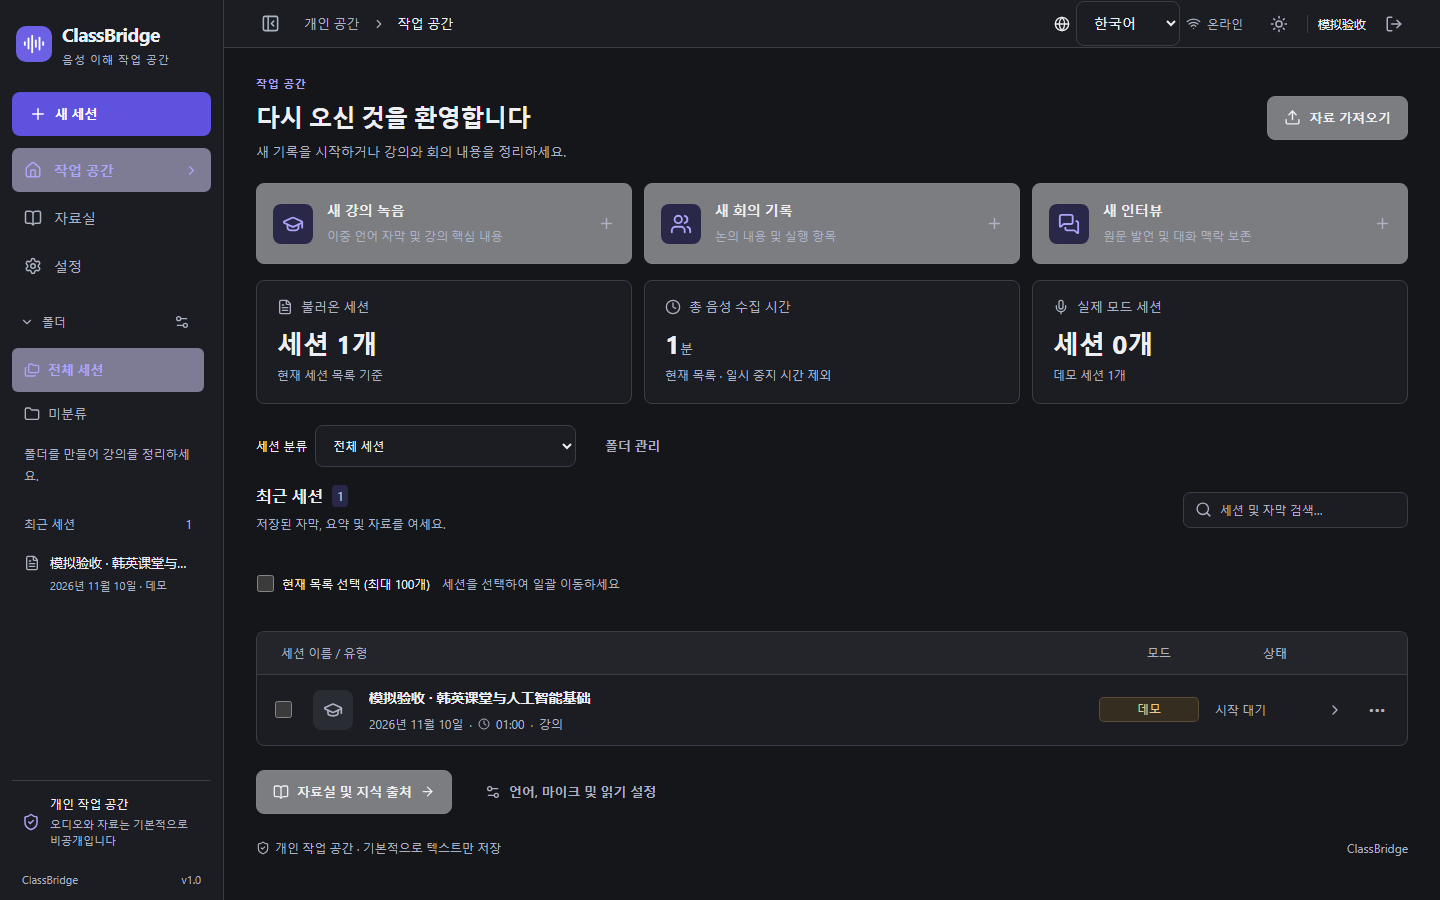 ClassBridge
음성 이해 작업 공간
새 세션
작업 공간
자료실
설정
폴더
전체 세션
미분류
폴더를 만들어 강의를 정리하세
요.
최근 세션 1
模拟验收 · 韩英课堂与...
2026년 11월 10일 · 데모
개인 작업 공간
오디오와 자료는 기본적으로
비공개입니다
ClassBridge v1.0
개인 공간 > 작업 공간
한국어 온라인 模拟验收
작업 공간
다시 오신 것을 환영합니다
새 기록을 시작하거나 강의와 회의 내용을 정리하세요.
자료 가져오기
새 강의 녹음
이중 언어 자막 및 강의 핵심 내용
새 회의 기록
논의 내용 및 실행 항목
새 인터뷰
원문 발언 및 대화 맥락 보존
불러온 세션
세션 1개
현재 세션 목록 기준
총 음성 수집 시간
1분
현재 목록 · 일시 중지 시간 제외
실제 모드 세션
세션 0개
데모 세션 1개
세션 분류 전체 세션 폴더 관리
최근 세션 1
저장된 자막, 요약 및 자료를 여세요.
세션 및 자막 검색...
현재 목록 선택 (최대 100개) 세션을 선택하여 일괄 이동하세요
세션 이름 / 유형 모드 상태
模拟验收 · 韩英课堂与人工智能基础
2026년 11월 10일 · 01:00 · 강의
데모 시작 대기
자료실 및 지식 출처 →
언어, 마이크 및 읽기 설정
개인 작업 공간 · 기본적으로 텍스트만 저장
ClassBridge